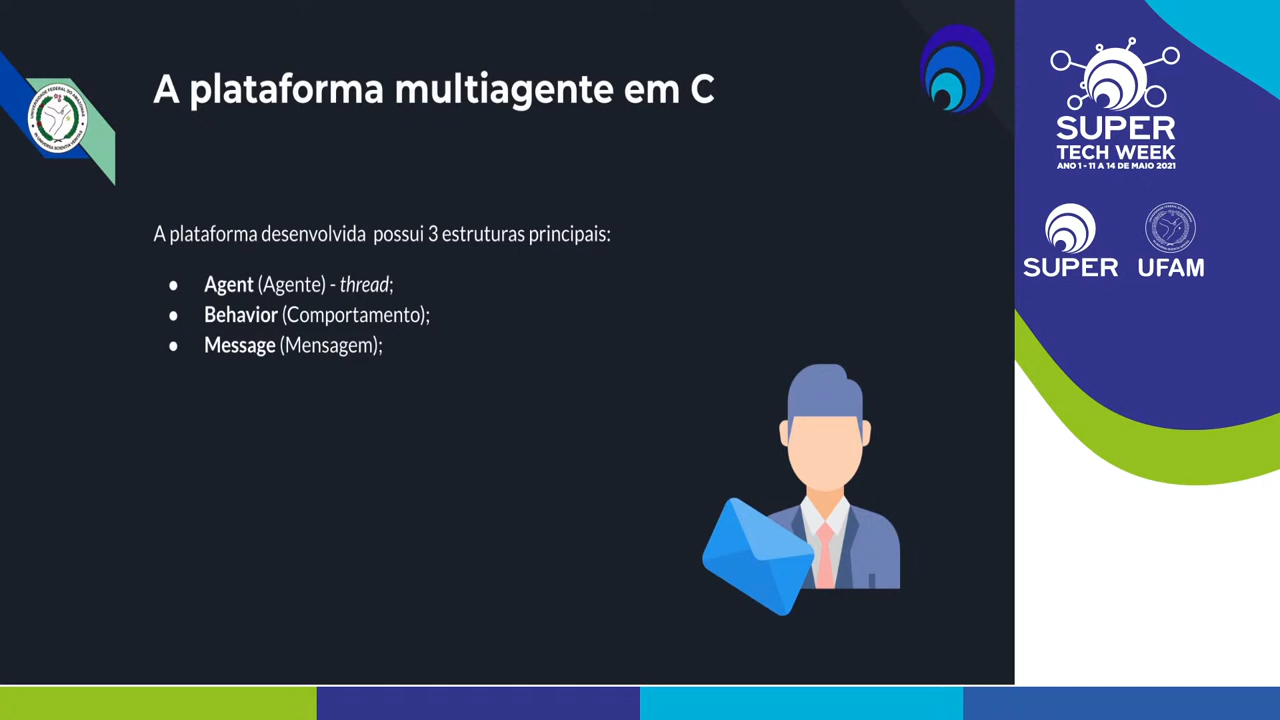 A plataforma multiagente em C
A plataforma desenvolvida possui 3 estruturas principais:
● Agent (Agente) - thread;
● Behavior (Comportamento);
● Message (Mensagem);
SUPER
TECH WEEK
ANO 1 - 11 A 14 DE MAIO 2021
SUPER
UFAM